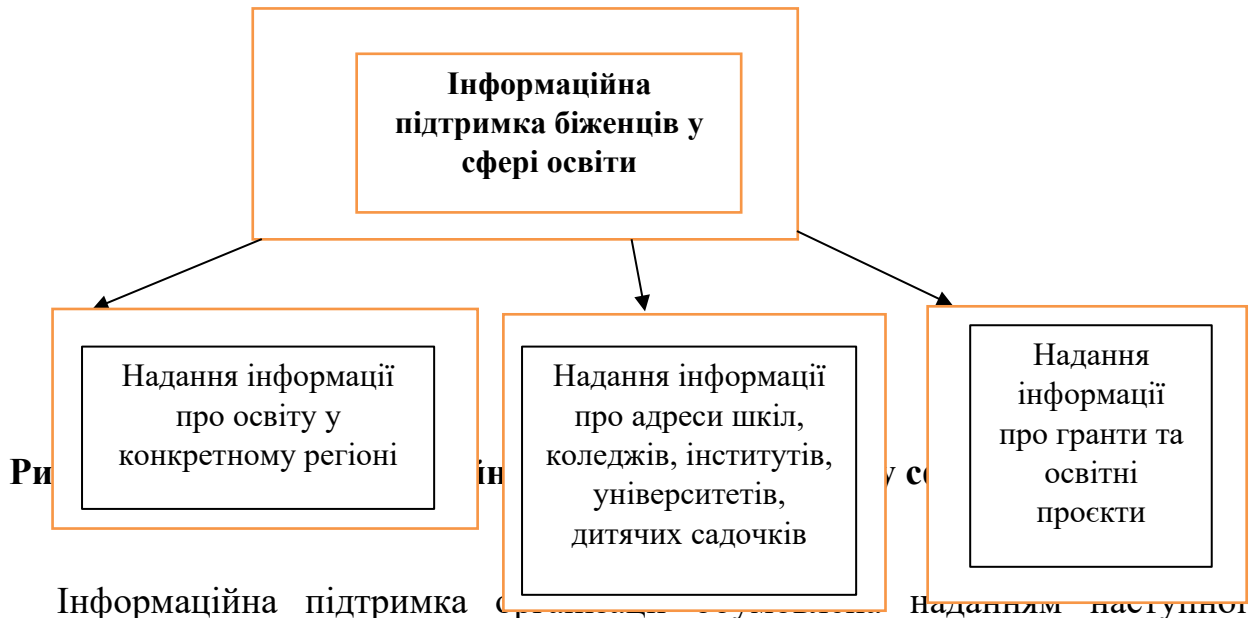 Інформаційна
підтримка біженців у
сфері освіти
Надання інформації
про освіту у
конкретному регіоні
Надання інформації
про адреси шкіл,
коледжів, інститутів,
університетів,
дитячих садочків
Надання
інформації
про гранти та
освітні
проєкти
Інформаційна підтримка наданням